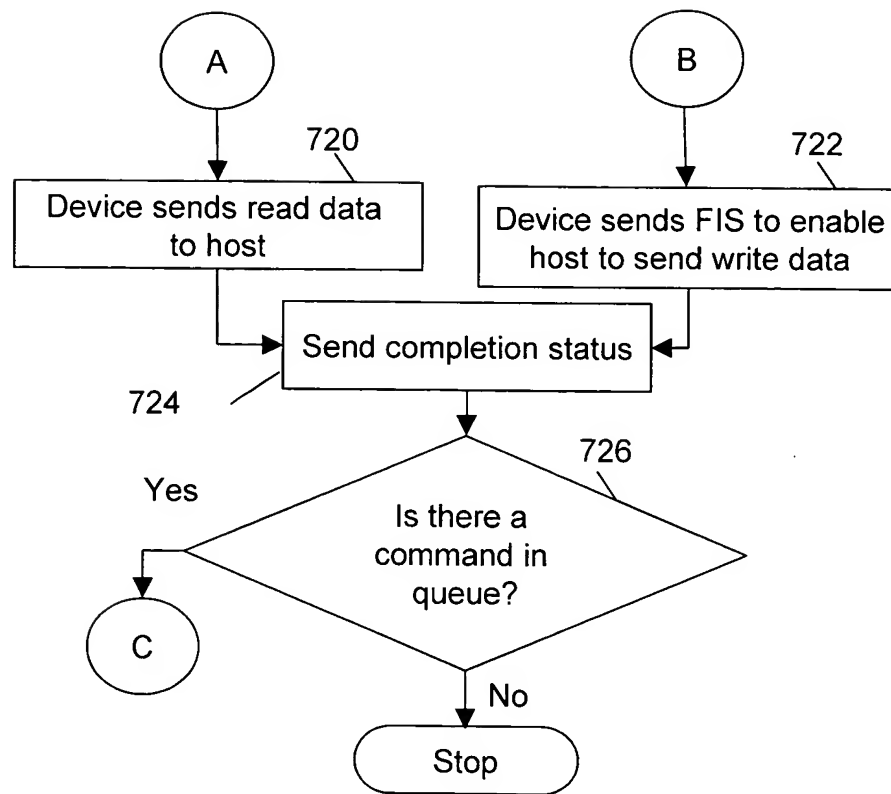 A
B
720
722
Device sends read data
to host
Device sends FIS to enable
host to send write data
Send completion status
724
726
Yes
Is there a
command in
queue?
C
No
Stop